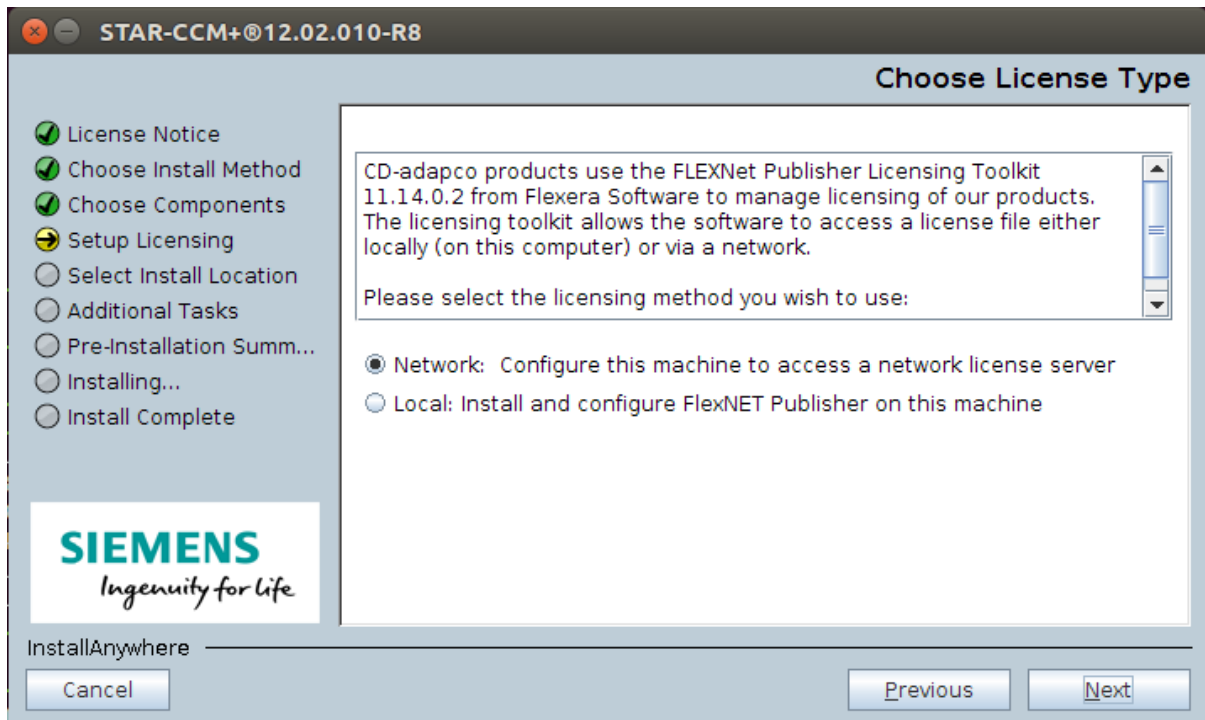 STAR-CCM+®12.02.010-R8
Choose License Type
License Notice
Choose Install Method
Choose Components
Setup Licensing
Select Install Location
Additional Tasks
Pre-Installation Summ...
Installing...
Install Complete
CD-adapco products use the FLEXNet Publisher Licensing Toolkit
11.14.0.2 from Flexera Software to manage licensing of our products.
The licensing toolkit allows the software to access a license file either
locally (on this computer) or via a network.
Please select the licensing method you wish to use:
Network: Configure this machine to access a network license server
Local: Install and configure FlexNET Publisher on this machine
SIEMENS
Ingenuity for life
InstallAnywhere
Cancel
Previous
Next